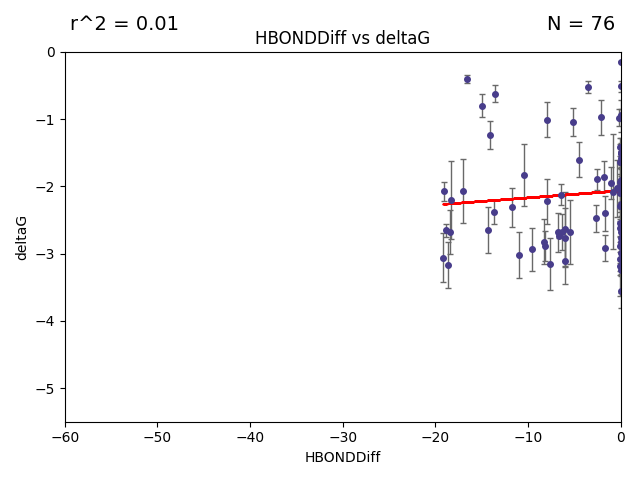 r^2 = 0.01
N = 76
HBONDDiff vs deltaG
0
−1
−2
−3
−4
−5
deltaG
−60 −50 −40 −30 −20 −10 0
HBONDDiff